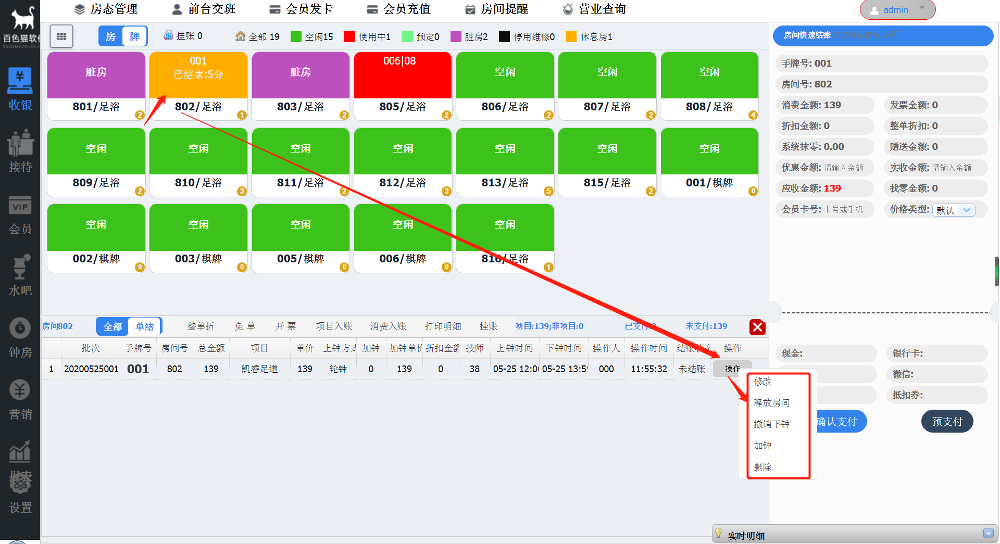 房态管理 前台交班 会员发卡 会员充值 房间提醒 营业查询 admin
百色猫软件
房 牌 挂账 0 全部 19 空闲15 使用中1 预定0 脏房2 停用维修0 休息房1
房间快速结账
收银
接待
VIP
会员
水吧
钟房
营销
设置
脏房 001 脏房 006|08 空闲 空闲 空闲
已结束:5分
801/足浴 802/足浴 803/足浴 805/足浴 806/足浴 807/足浴 808/足浴
2 1 2 2 2 2 4
空闲 空闲 空闲 空闲 空闲 空闲 空闲
809/足浴 810/足浴 811/足浴 812/足浴 813/足浴 815/足浴 001/棋牌
2 3 2 3 5 2 0
空闲 空闲 空闲 空闲 空闲
002/棋牌 003/棋牌 005/棋牌 006/棋牌 816/足浴
0 0 0 0 1
手牌号: 001
房间号: 802
消费金额: 139 发票金额: 0
折扣金额: 0 整单折扣: 0
系统抹零: 0.00 赠送金额: 0
优惠金额: 请输入金额 实收金额: 请输入金额
应收金额: 139 找零金额: 0
会员卡号: 卡号或手机 价格类型: 默认
房间802 全部 单结 整单折 免 单 开 票 项目入账 消费入账 打印明细 挂账 项目:139;非项目:0 已支付:0 未支付:139
批次 手牌号 房间号 总金额 项目 单价 上钟方式 加钟 加钟单价 折扣金额 技师 上钟时间 下钟时间 操作人 操作时间 结账状态 操作
1 20200525001 001 802 139 凯睿足道 139 轮钟 0 139 0 38 05-25 12:00 05-25 13:59 000 11:55:32 未结账 操作
修改
释放房间
撤销下钟
加钟
删除
现金: 银行卡:
微信:
抵扣券:
确认支付 预支付
实时明细